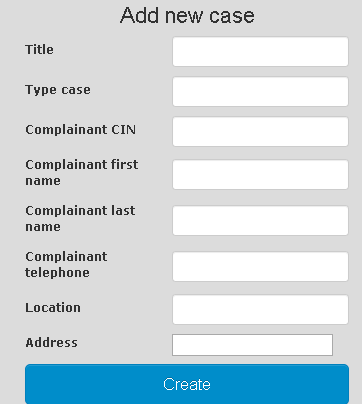 Add new case
Title
Type case
Complainant CIN
Complainant first
name
Complainant last
name
Complainant
telephone
Location
Address
Create